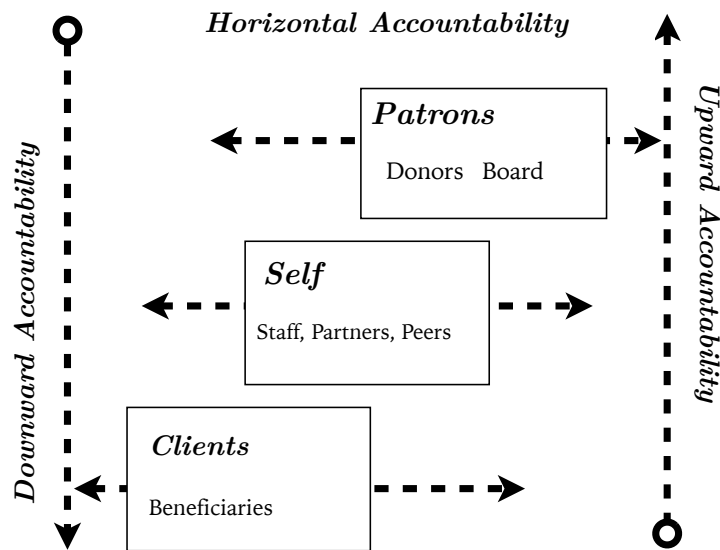 Horizontal Accountability
Patrons
Donors Board
Self
Staff, Partners, Peers
Clients
Beneficiaries
Downward Accountability
Upward Accountability